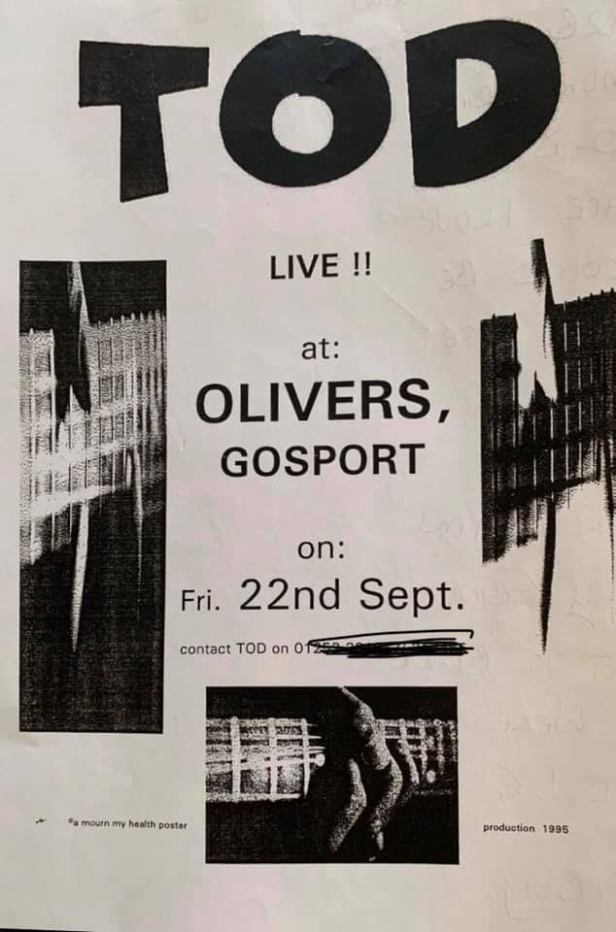 TOD
LIVE !!
at:
OLIVERS,
GOSPORT
on:
Fri. 22nd Sept.
contact TOD on
a mourn my health poster
production 1995